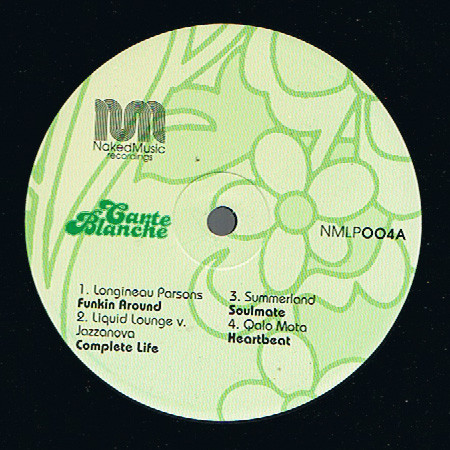 NM
NakedMusic
recordings
Carte
Blanche
NMLP004A
1. Longineau Parsons
Funkin Around
2. Liquid Lounge v.
Jazzanova
Complete Life
3. Summerland
Soulmate
4. Qalo Mota
Heartbeat